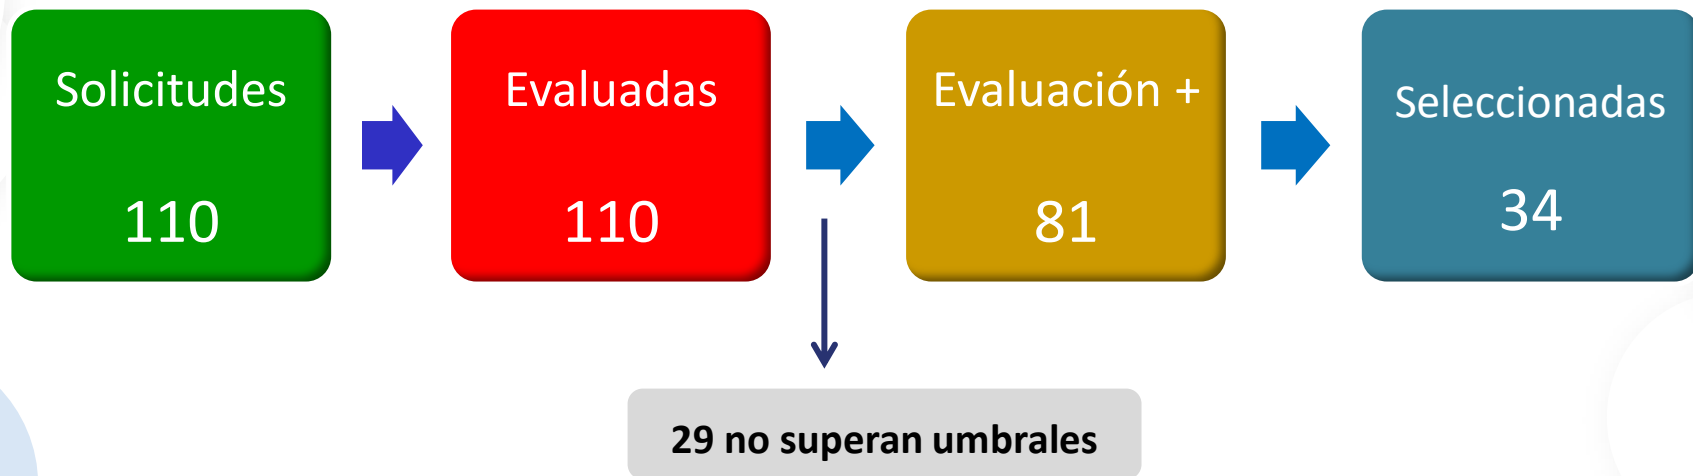 Solicitudes
110
Evaluadas
110
Evaluación +
81
Seleccionadas
34
29 no superan umbrales